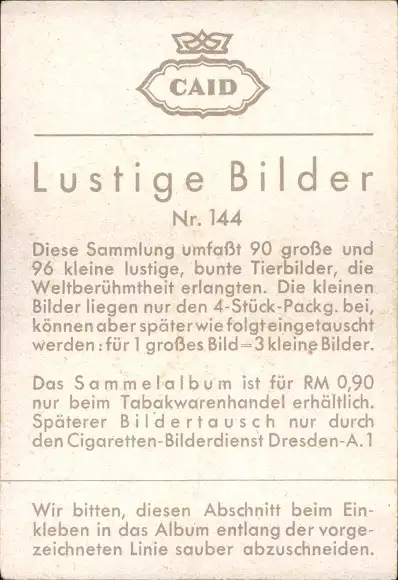 CAID
Lustige Bilder
Nr. 144
Diese Sammlung umfaßt 90 große und
96 kleine lustige, bunte Tierbilder, die
Weltberühmtheit erlangten. Die kleinen
Bilder liegen nur den 4-Stück-Packg. bei,
können aber später wie folgt eingetauscht
werden: für 1 großes Bild=3 kleine Bilder.
Das Sammelalbum ist für RM 0,90
nur beim Tabakwarenhandel erhältlich.
Späterer Bildertausch nur durch
den Cigaretten-Bilderdienst Dresden-A.1
Wir bitten, diesen Abschnitt beim Ein-
kleben in das Album entlang der vorge-
zeichneten Linie sauber abzuschneiden.